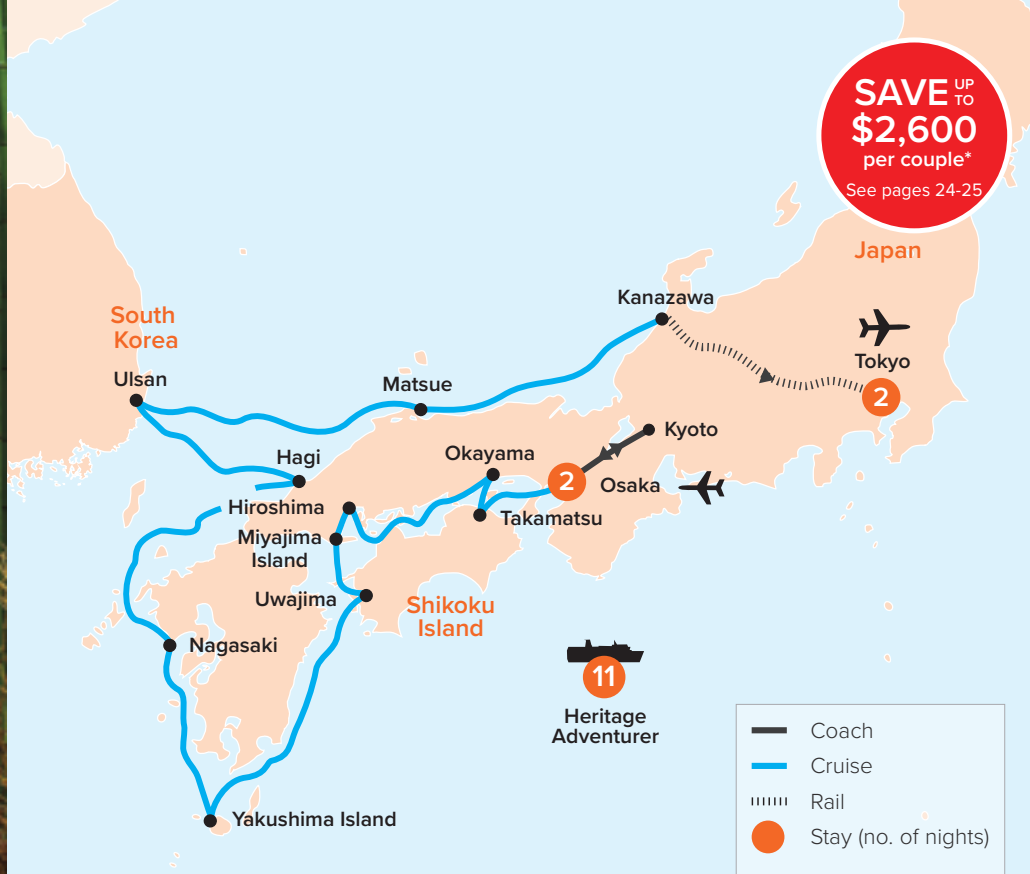 SAVE UP TO
$2,600
per couple*
See pages 24-25
Japan
Kanazawa
South
Korea
Tokyo
2
Ulsan
Matsue
Kyoto
Okayama
Hagi
2
Osaka
Hiroshima
Takamatsu
Miyajima
Island
Uwajima
Shikoku
Island
Nagasaki
11
Heritage
Adventurer
Yakushima Island
Coach
Cruise
Rail
Stay (no. of nights)